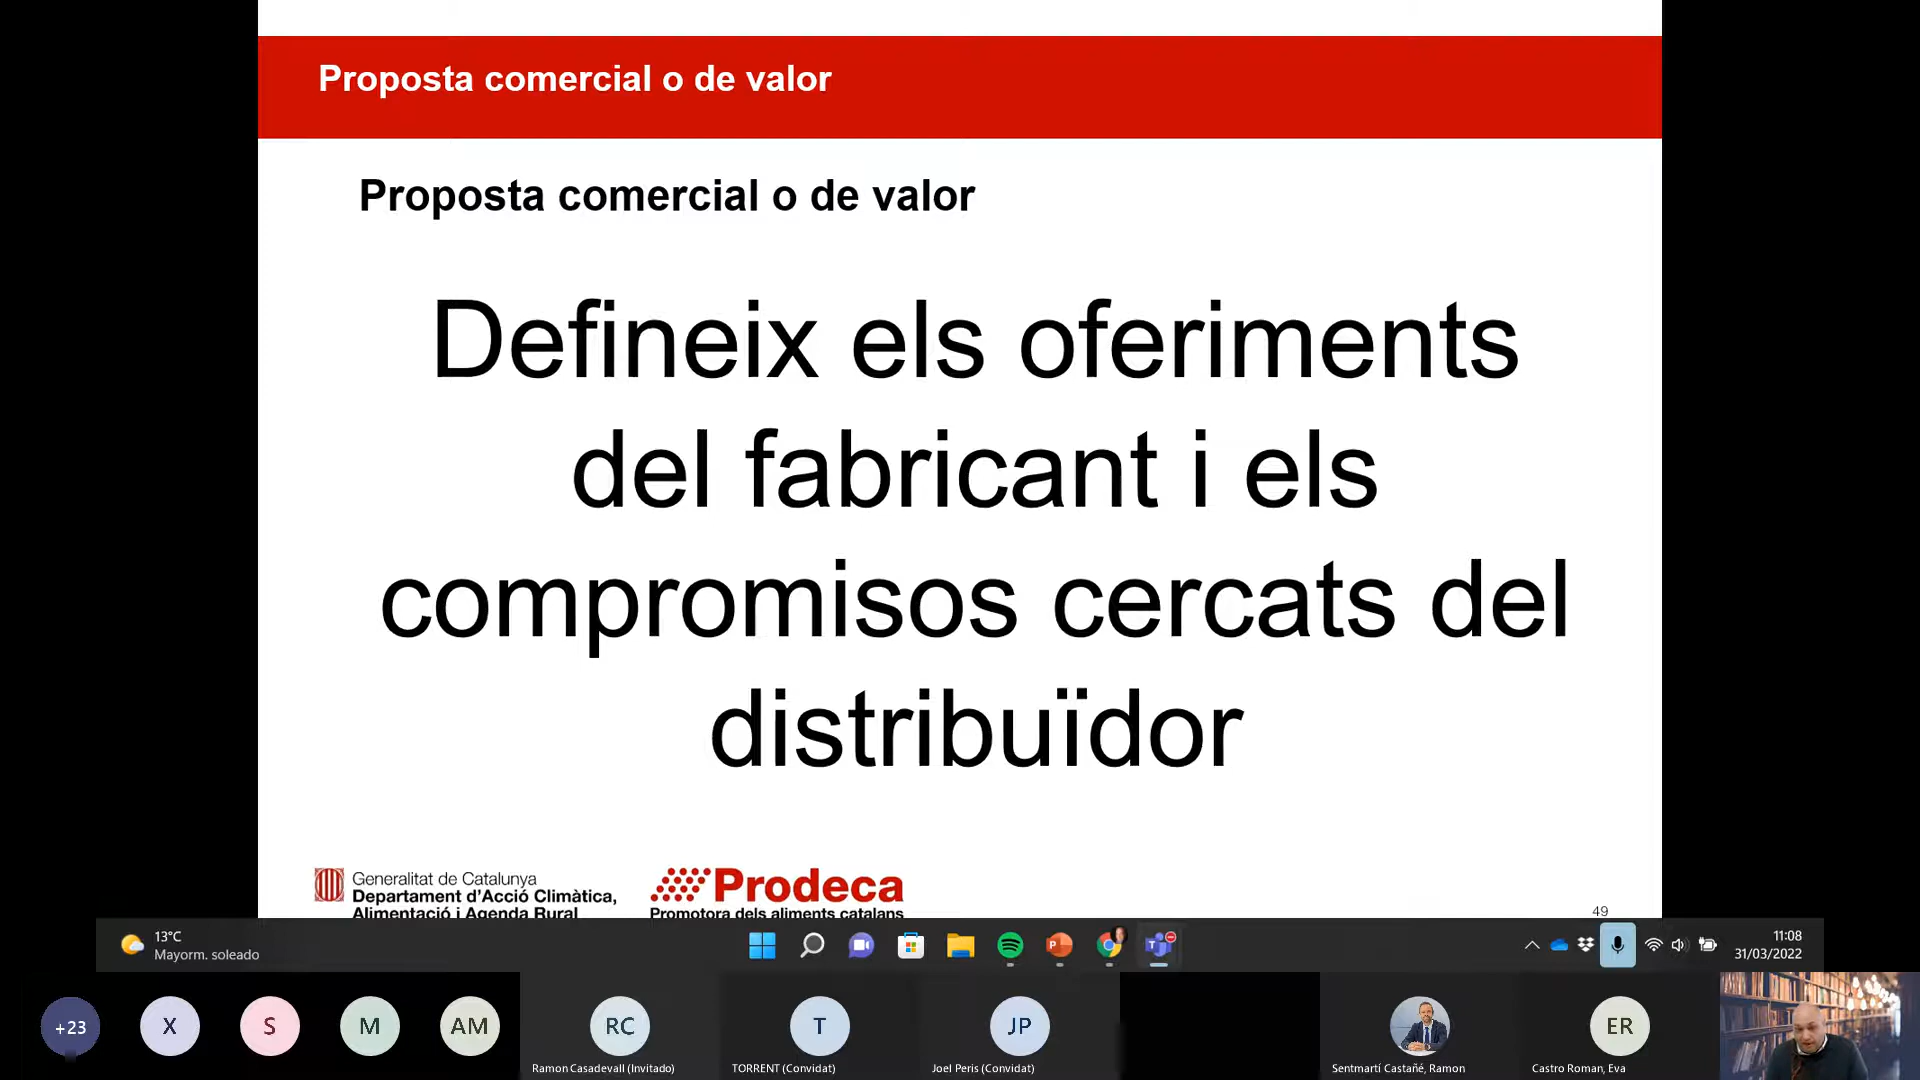 Proposta comercial o de valor
Proposta comercial o de valor
Defineix els oferiments
del fabricant i els
compromisos cercats del
distribuïdor
Generalitat de Catalunya
Departament d'Acció Climàtica,
Alimentació i Agenda Rural
Prodeca
Promotora dels aliments catalans
49
13°C
Mayorm. soleado
11:08
31/03/2022
+23
X
S
M
AM
RC
T
JP
ER
Ramon Casadevall (Invitado)
TORRENT (Convidat)
Joel Peris (Convidat)
Sentmartí Castañé, Ramon
Castro Roman, Eva